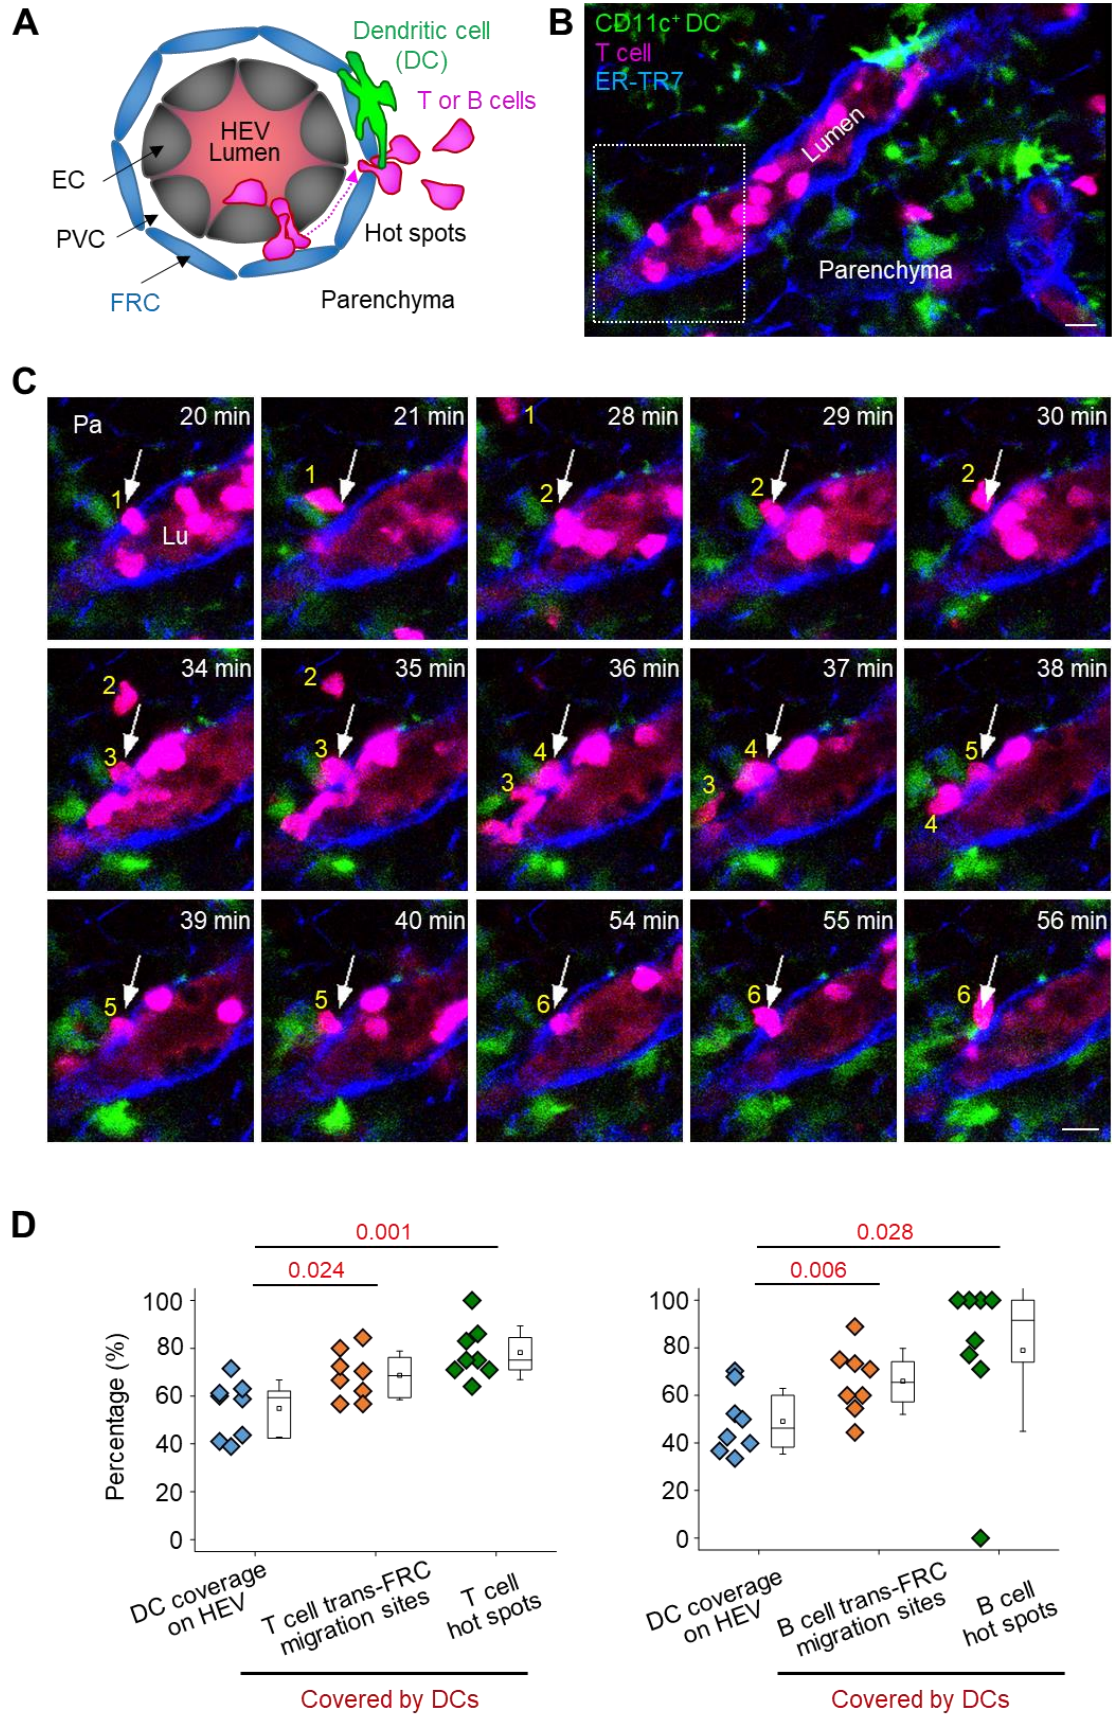 A
Dendritic cell
(DC)
T or B cells
HEV
Lumen
EC
PVC
Hot spots
FRC
Parenchyma
B
CD11c⁺ DC
T cell
ER-TR7
Lumen
Parenchyma
C
Pa
20 min
1
Lu
21 min
1
28 min
1
2
29 min
2
30 min
2
34 min
2
3
35 min
2
3
36 min
4
3
37 min
4
3
38 min
5
4
39 min
5
40 min
5
54 min
6
55 min
6
56 min
6
D
0.001
0.024
Percentage (%)
100
80
60
40
20
0
DC coverage
on HEV
T cell trans-FRC
migration sites
T cell
hot spots
Covered by DCs
0.028
0.006
100
80
60
40
20
0
DC coverage
on HEV
B cell trans-FRC
migration sites
B cell
hot spots
Covered by DCs